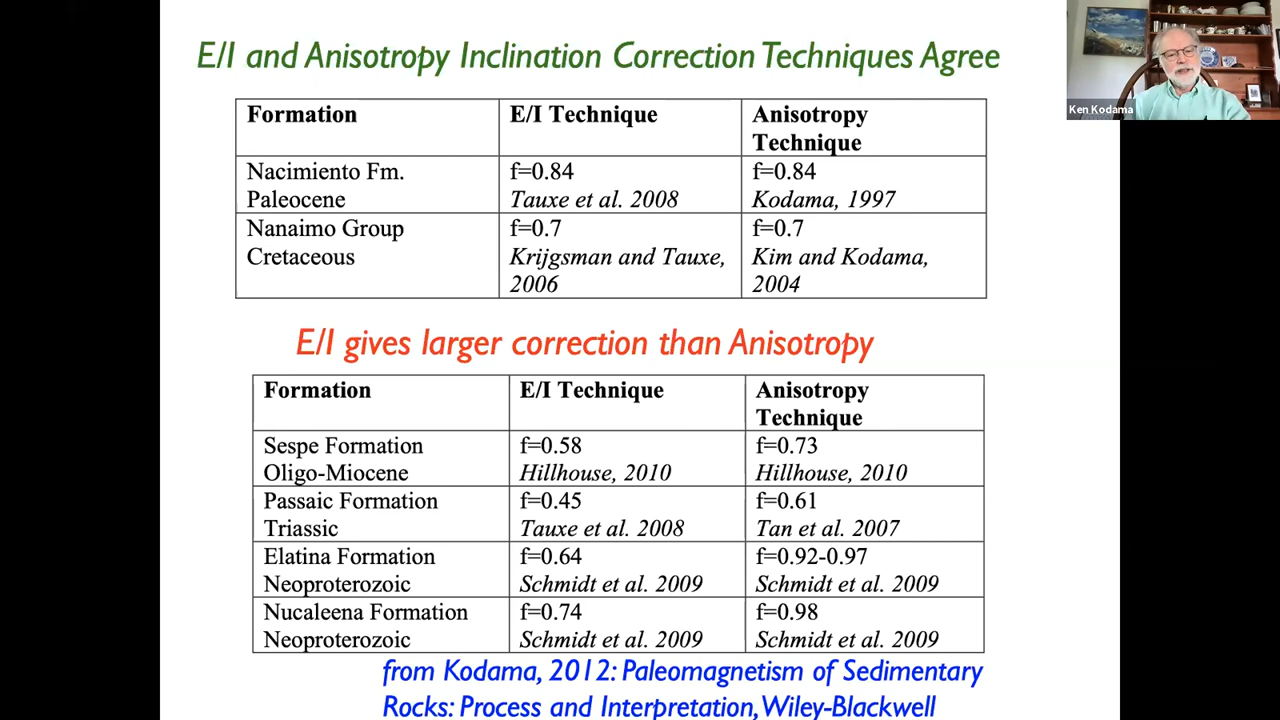 E/I and Anisotropy Inclination Correction Techniques Agree
Ken Kodama
Formation E/I Technique Anisotropy Technique
Nacimiento Fm. f=0.84 f=0.84
Paleocene Tauxe et al. 2008 Kodama, 1997
Nanaimo Group f=0.7 f=0.7
Cretaceous Krijgsman and Tauxe, 2006 Kim and Kodama, 2004
E/I gives larger correction than Anisotropy
Formation E/I Technique Anisotropy Technique
Sespe Formation f=0.58 f=0.73
Oligo-Miocene Hillhouse, 2010 Hillhouse, 2010
Passaic Formation f=0.45 f=0.61
Triassic Tauxe et al. 2008 Tan et al. 2007
Elatina Formation f=0.64 f=0.92-0.97
Neoproterozoic Schmidt et al. 2009 Schmidt et al. 2009
Nucaleena Formation f=0.74 f=0.98
Neoproterozoic Schmidt et al. 2009 Schmidt et al. 2009
from Kodama, 2012: Paleomagnetism of Sedimentary
Rocks: Process and Interpretation, Wiley-Blackwell